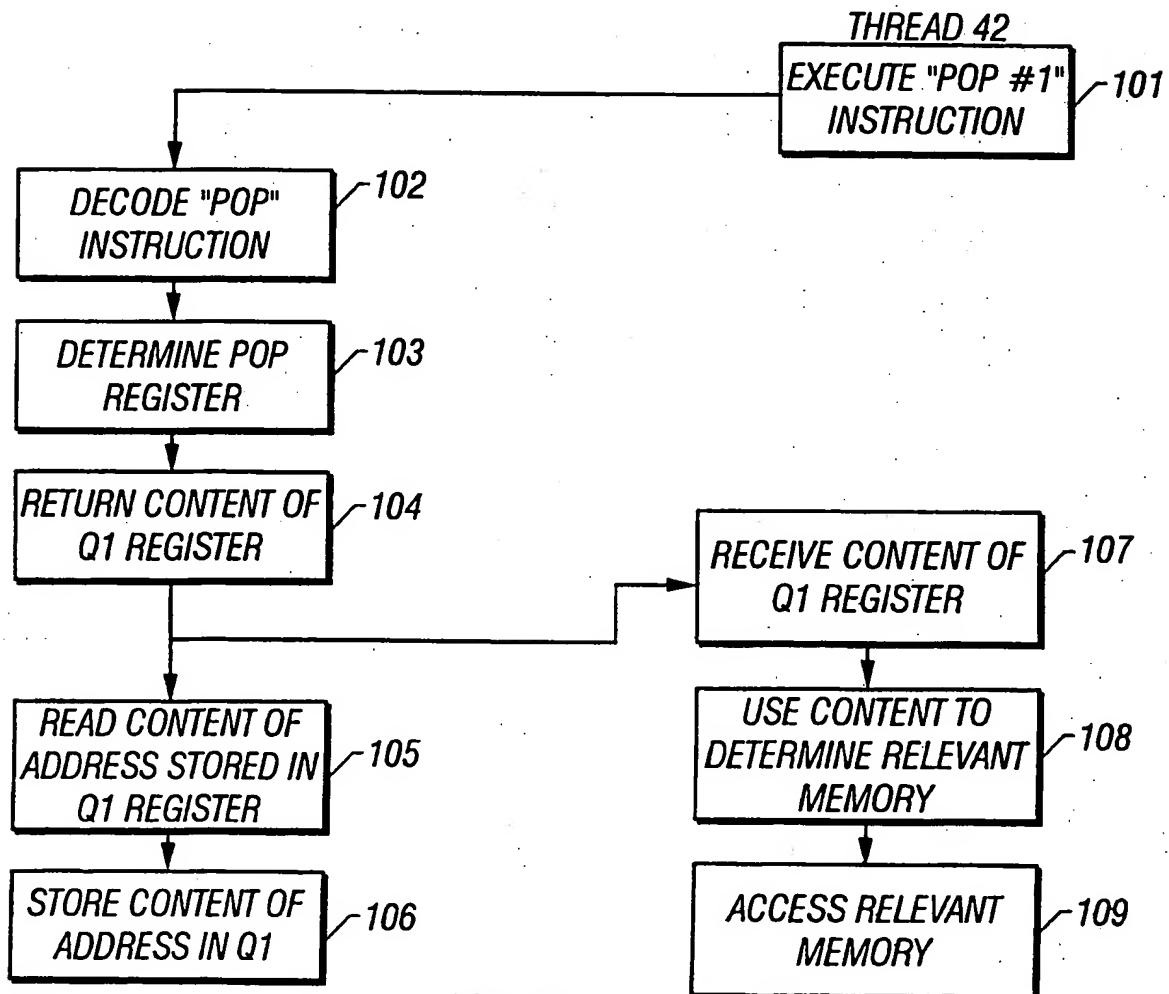 THREAD 42
EXECUTE "POP #1"
INSTRUCTION
101
DECODE "POP"
INSTRUCTION
102
DETERMINE POP
REGISTER
103
RETURN CONTENT OF
Q1 REGISTER
104
READ CONTENT OF
ADDRESS STORED IN
Q1 REGISTER
105
STORE CONTENT OF
ADDRESS IN Q1
106
RECEIVE CONTENT OF
Q1 REGISTER
107
USE CONTENT TO
DETERMINE RELEVANT
MEMORY
108
ACCESS RELEVANT
MEMORY
109